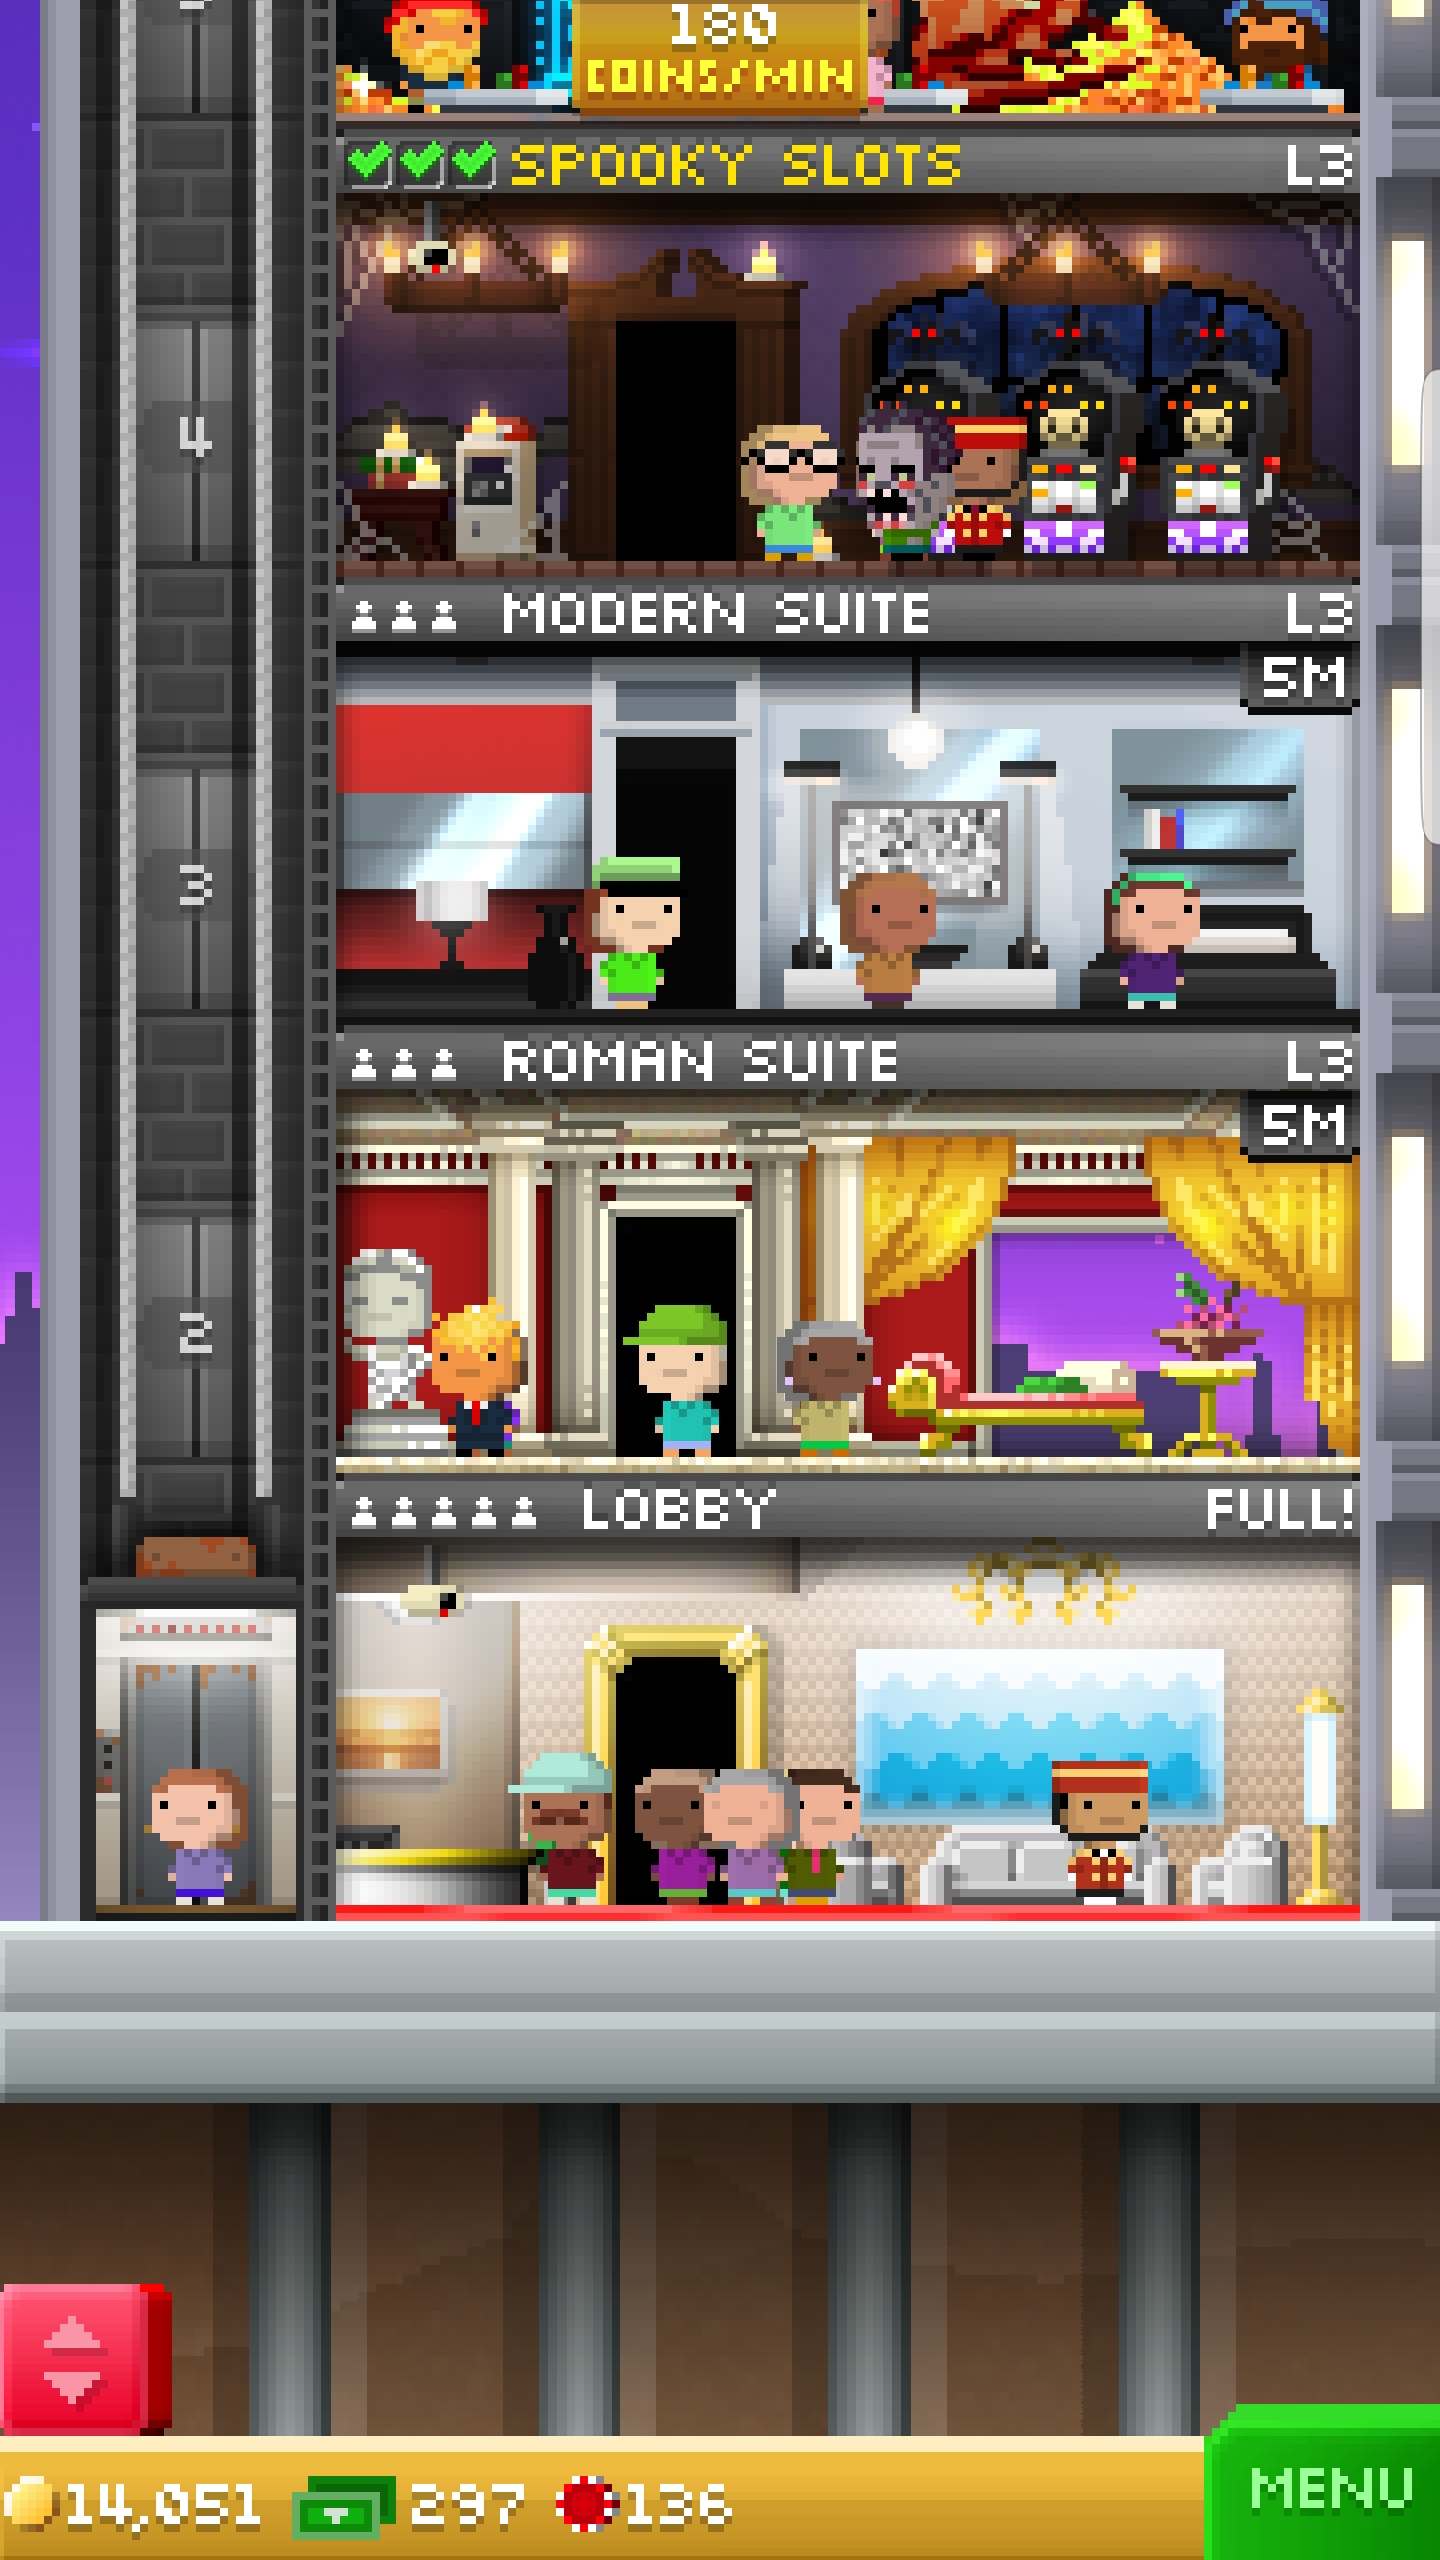 180
COINS/MIN
SPOOKY SLOTS L3
4
MODERN SUITE L3
5M
3
ROMAN SUITE L3
5M
2
LOBBY FULL!
MENU
14,051 297 136